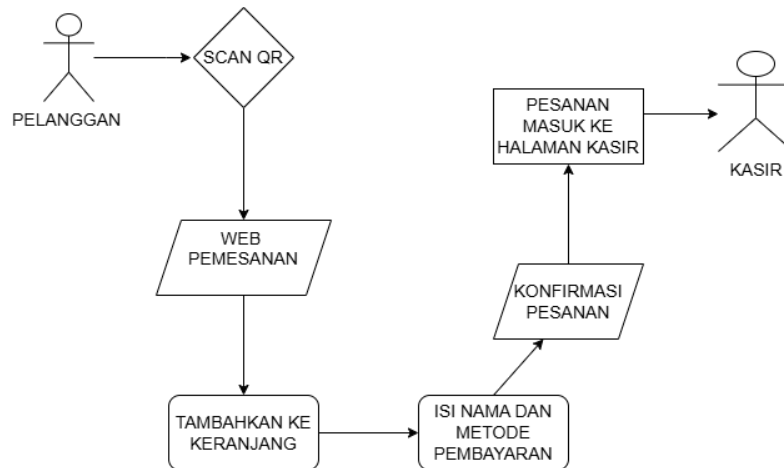 PELANGGAN
SCAN QR
WEB
PEMESANAN
TAMBAHKAN KE
KERANJANG
ISI NAMA DAN
METODE
PEMBAYARAN
KONFIRMASI
PESANAN
PESANAN
MASUK KE
HALAMAN KASIR
KASIR